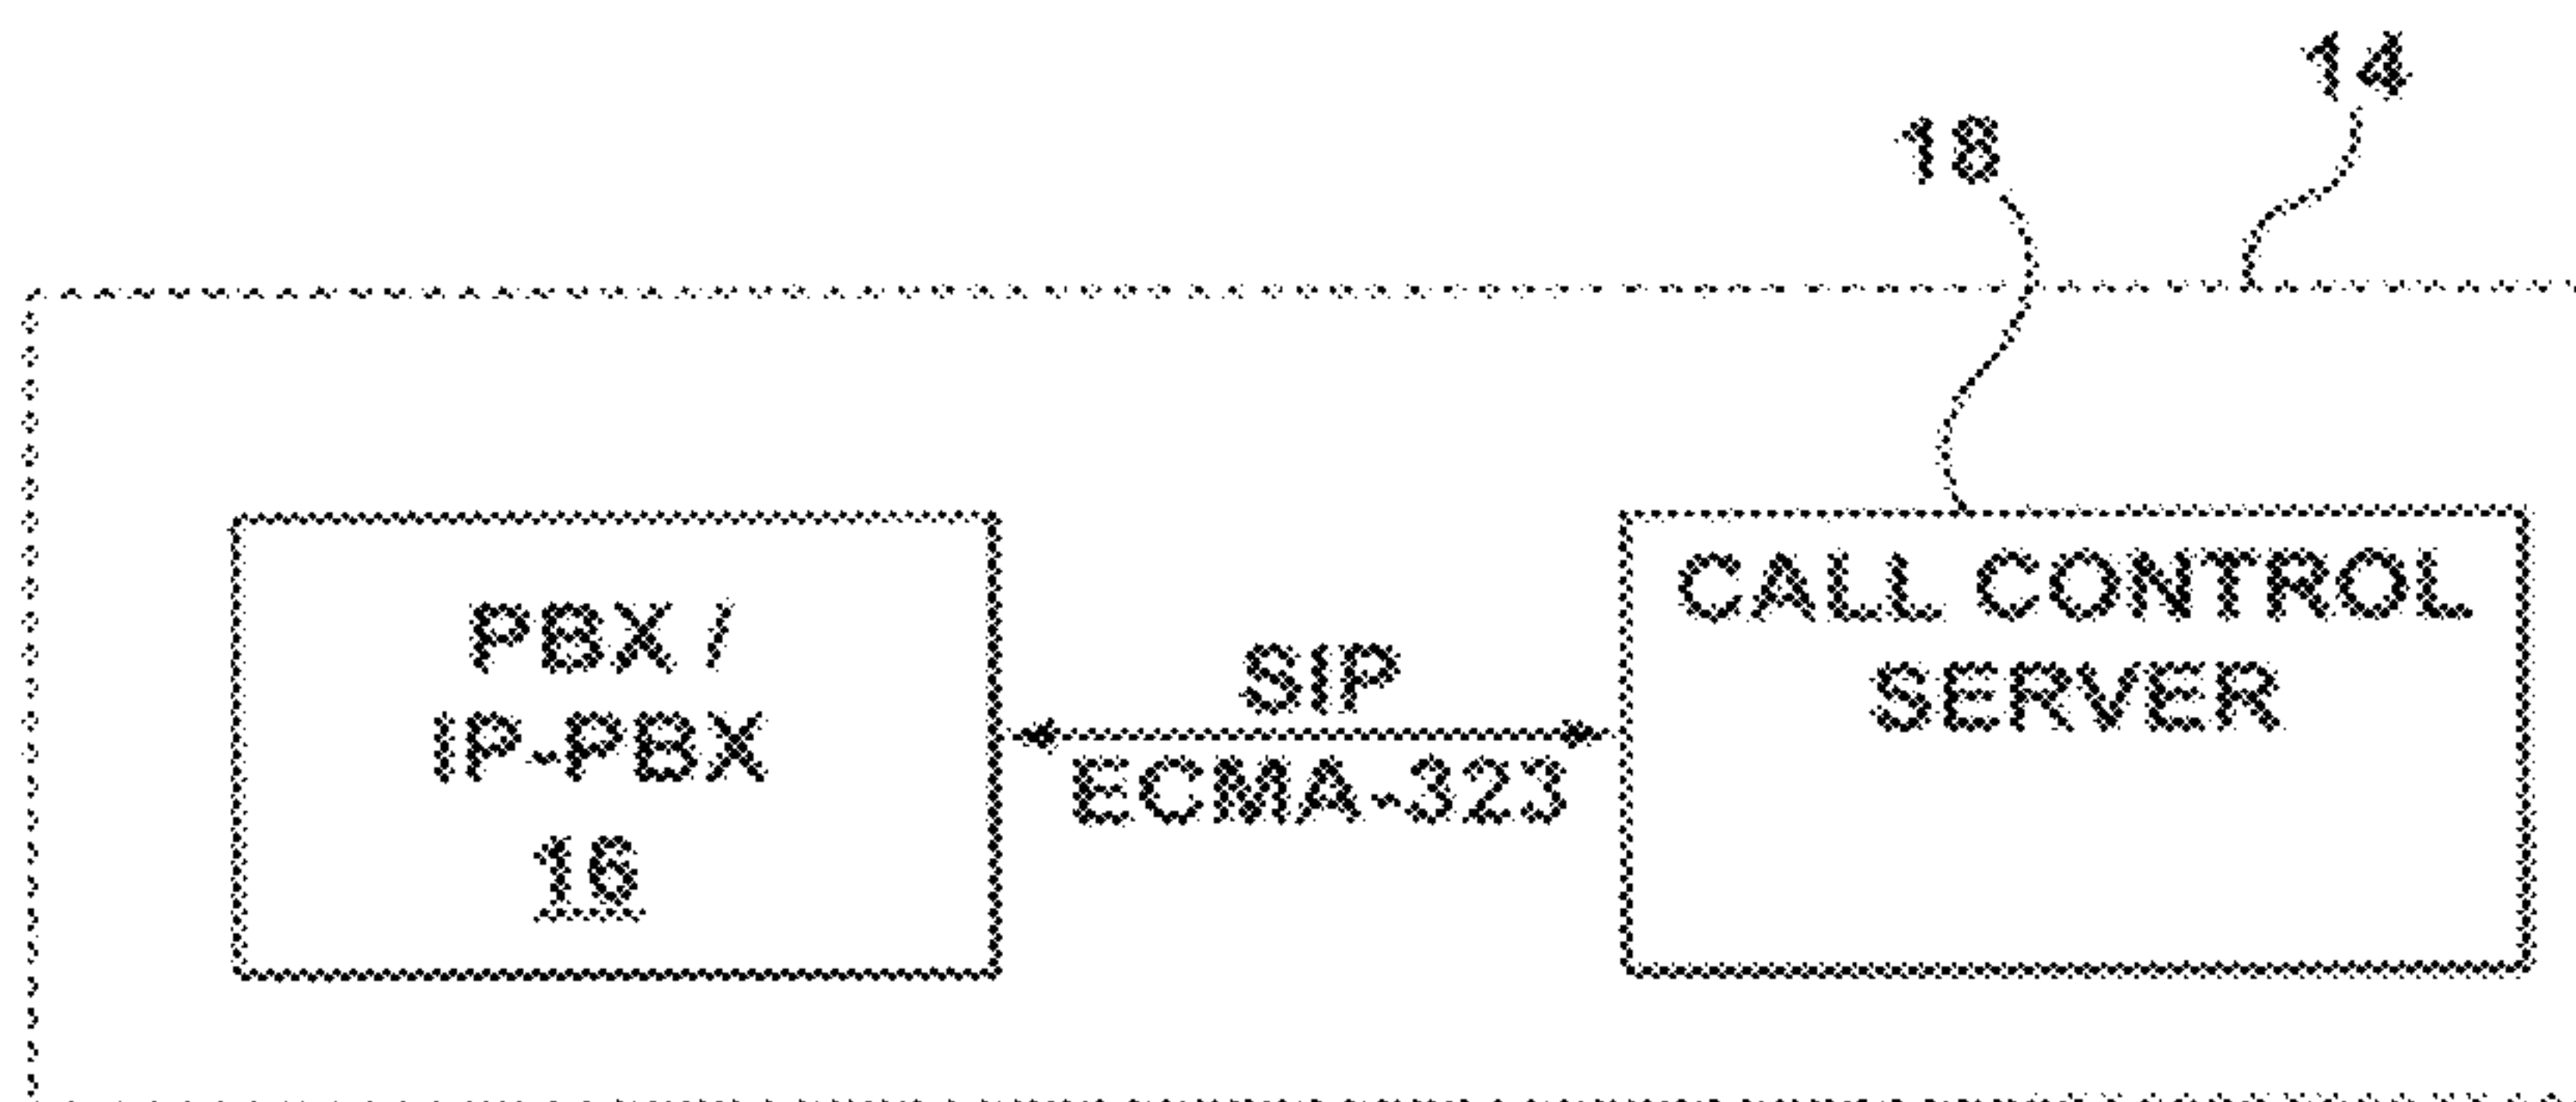 14
18
PBX /
IP-PBX
16
SIP
ECMA-323
CALL CONTROL
SERVER